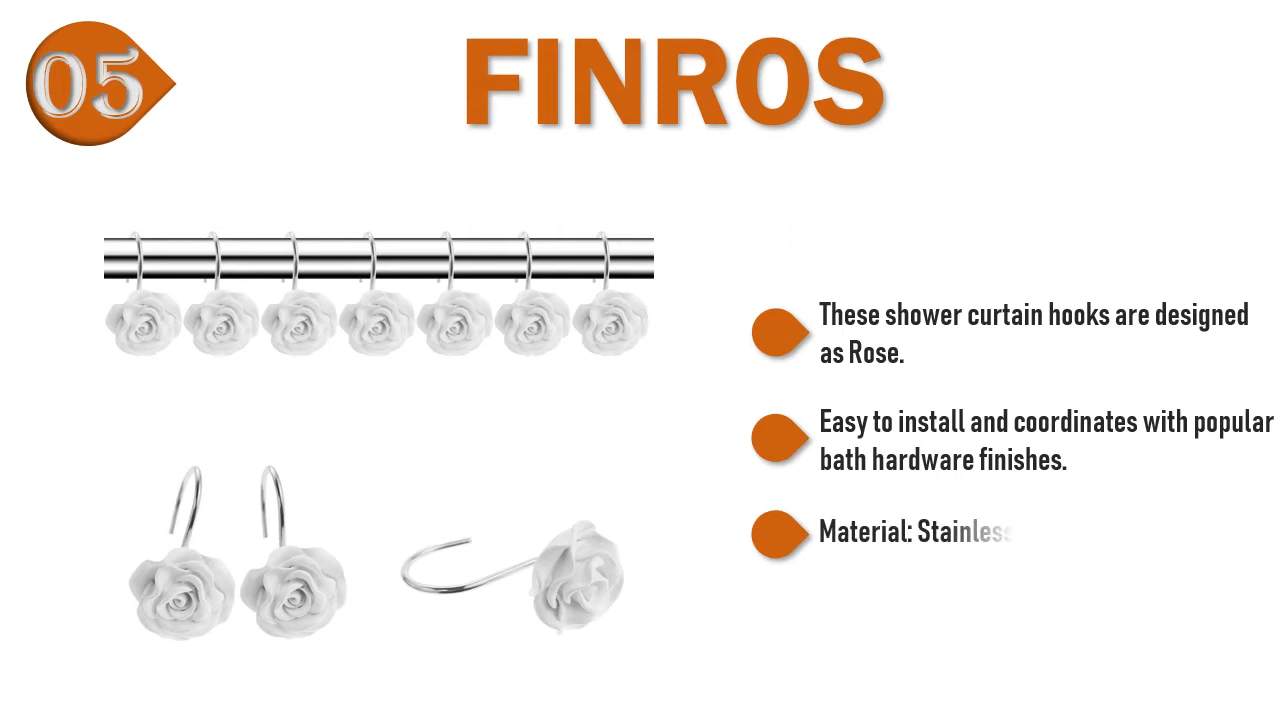 05
FINROS
These shower curtain hooks are designed
as Rose.
Easy to install and coordinates with popular
bath hardware finishes.
Material: Stainless